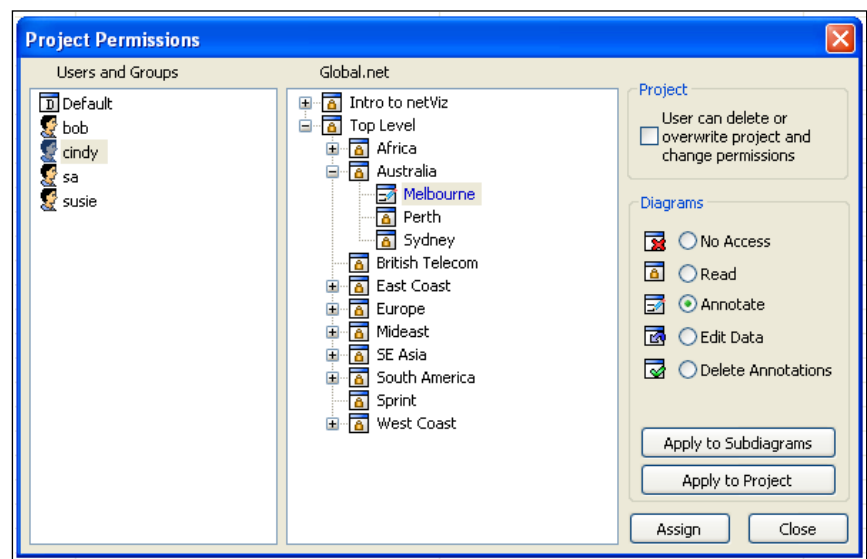 Project Permissions
Users and Groups
D Default
bob
cindy
sa
susie
Global.net
Intro to netViz
Top Level
Africa
Australia
Melbourne
Perth
Sydney
British Telecom
East Coast
Europe
Mideast
SE Asia
South America
Sprint
West Coast
Project
User can delete or
overwrite project and
change permissions
Diagrams
No Access
Read
Annotate
Edit Data
Delete Annotations
Apply to Subdiagrams
Apply to Project
Assign
Close